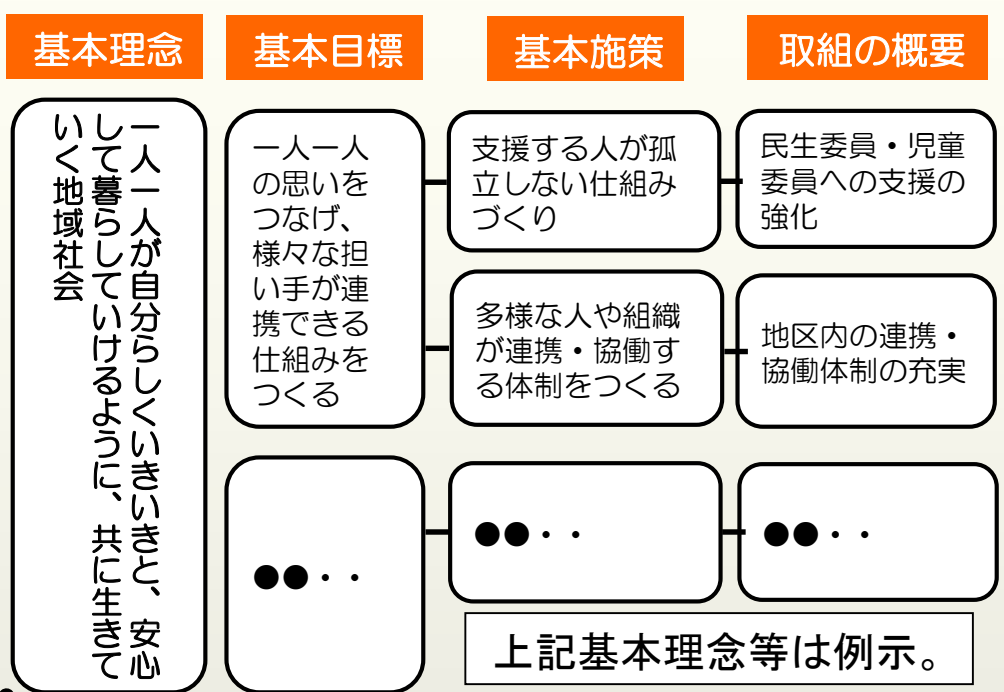 基本理念
基本目標
基本施策
取組の概要
一人一人が自分らしくいきいきと、安心
して暮らしていけるように、共に生きて
いく地域社会
一人一人
の思いを
つなげ、
様々な担
い手が連
携できる
仕組みを
つくる
支援する人が孤
立しない仕組み
づくり
民生委員・児童
委員への支援の
強化
多様な人や組織
が連携・協働す
る体制をつくる
地区内の連携・
協働体制の充実
●●・・
●●・・
●●・・
上記基本理念等は例示。